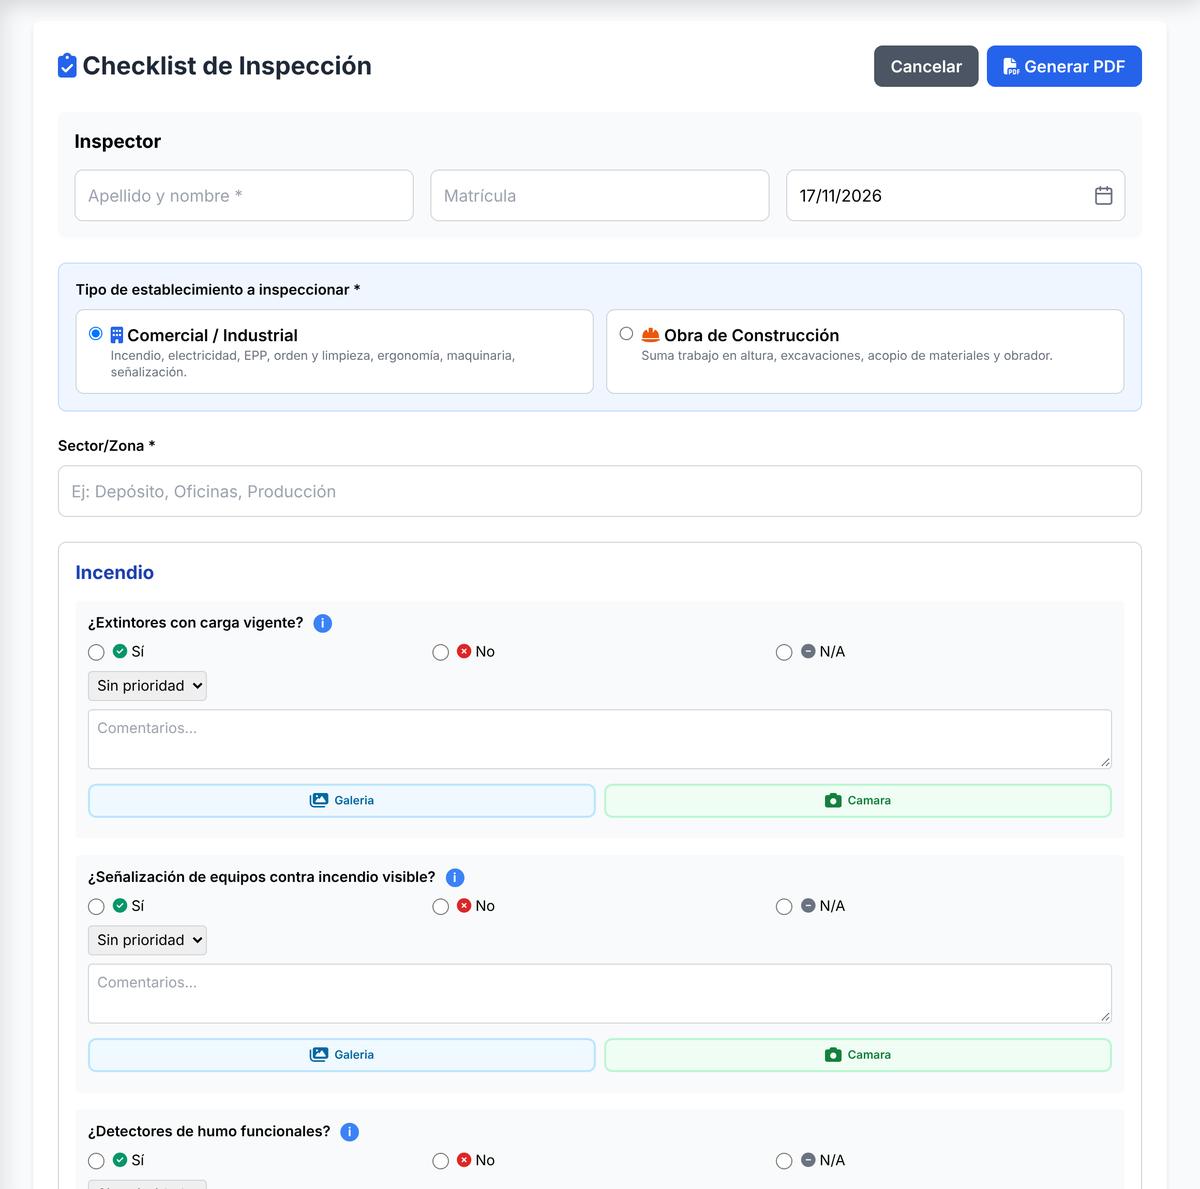 Checklist de Inspección
Cancelar
Generar PDF
Inspector
Apellido y nombre *
Matrícula
17/11/2026
Tipo de establecimiento a inspeccionar *
Comercial / Industrial
Incendio, electricidad, EPP, orden y limpieza, ergonomía, maquinaria,
señalización.
Obra de Construcción
Suma trabajo en altura, excavaciones, acopio de materiales y obrador.
Sector/Zona *
Ej: Depósito, Oficinas, Producción
Incendio
¿Extintores con carga vigente?
Sí
No
N/A
Sin prioridad
Comentarios...
Galeria
Camara
¿Señalización de equipos contra incendio visible?
Sí
No
N/A
Sin prioridad
Comentarios...
Galeria
Camara
¿Detectores de humo funcionales?
Sí
No
N/A